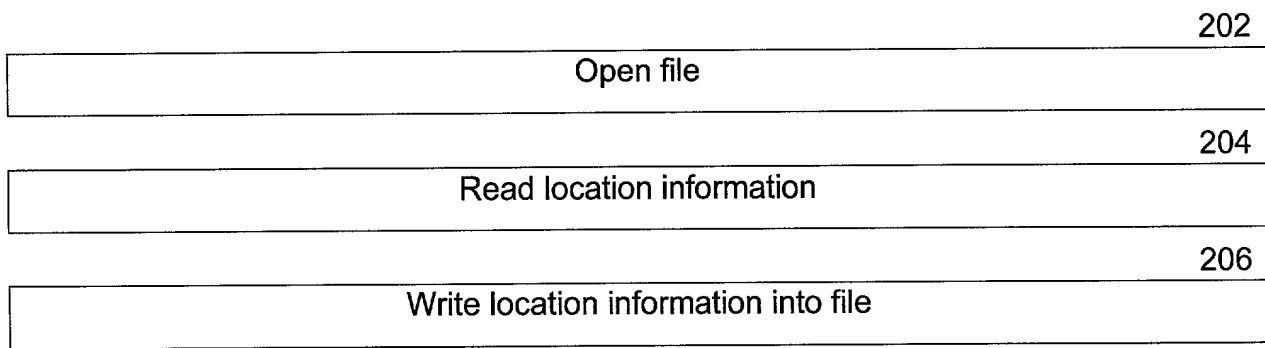 202
Open file
204
Read location information
206
Write location information into file